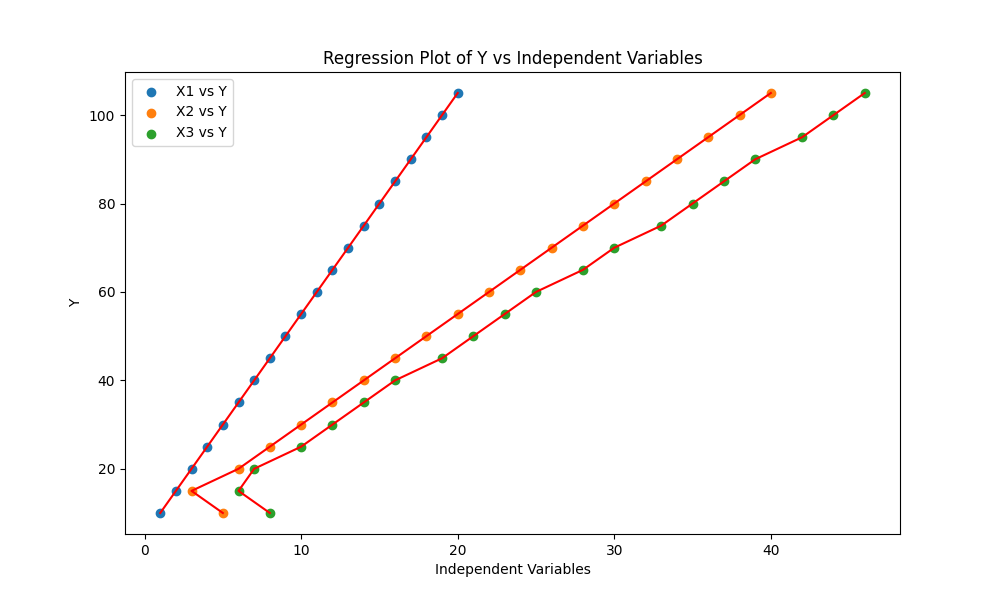 Regression Plot of Y vs Independent Variables
X1 vs Y
X2 vs Y
X3 vs Y
100
80
60
40
20
Y
0 10 20 30 40
Independent Variables